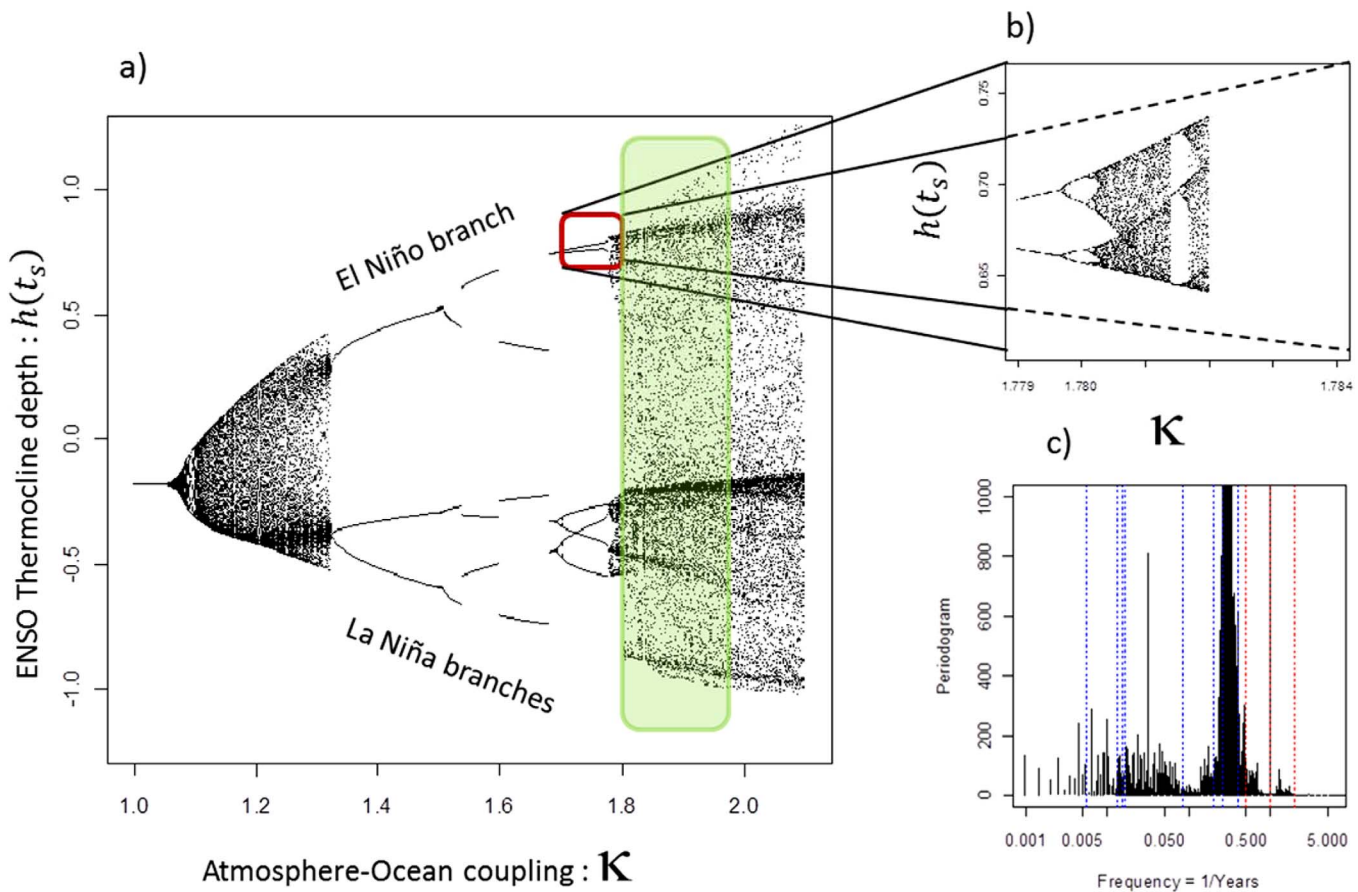 a)
ENSO Thermocline depth : h(t_s)
1.0
0.5
0.0
-0.5
-1.0
El Niño branch
La Niña branches
1.0 1.2 1.4 1.6 1.8 2.0
Atmosphere-Ocean coupling : κ
b)
h(t_s)
0.75
0.70
0.65
1.779 1.780 1.784
κ
c)
Periodogram
1000
800
600
400
200
0
0.001 0.005 0.050 0.500 5.000
Frequency = 1/Years